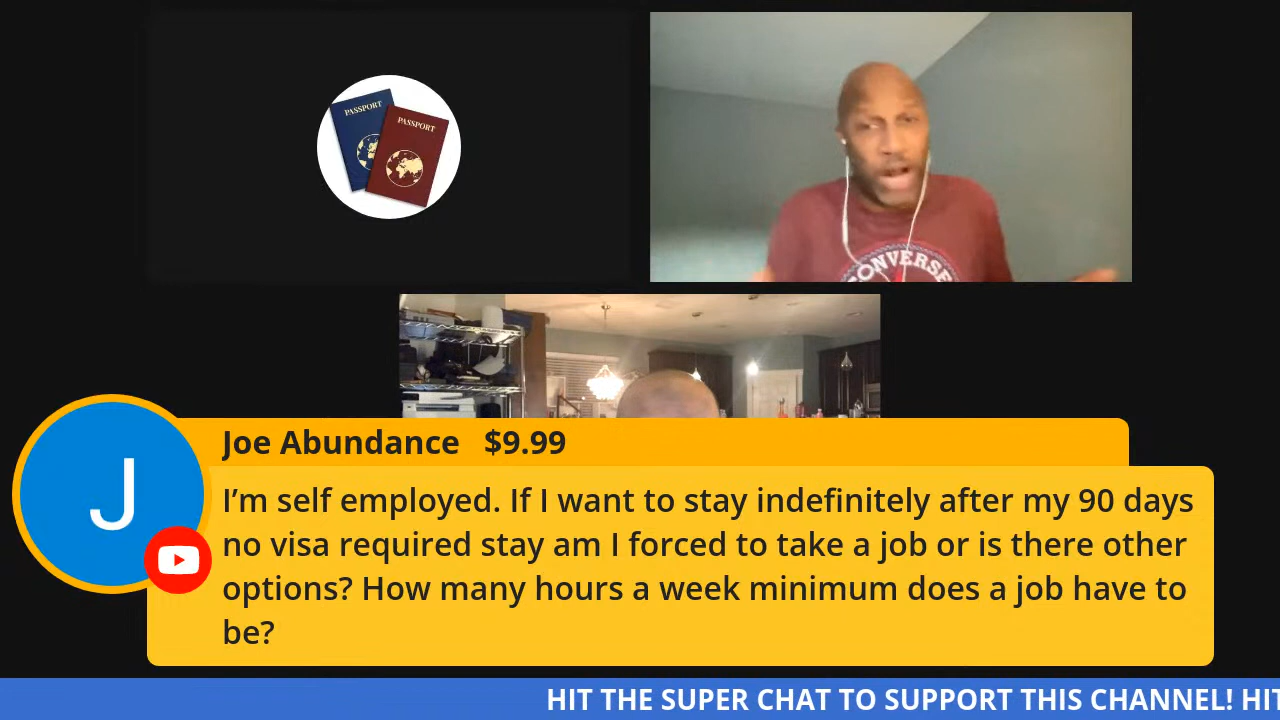 PASSPORT
PASSPORT
CONVERSE
Joe Abundance $9.99
I’m self employed. If I want to stay indefinitely after my 90 days
no visa required stay am I forced to take a job or is there other
options? How many hours a week minimum does a job have to
be?
HIT THE SUPER CHAT TO SUPPORT THIS CHANNEL! HIT